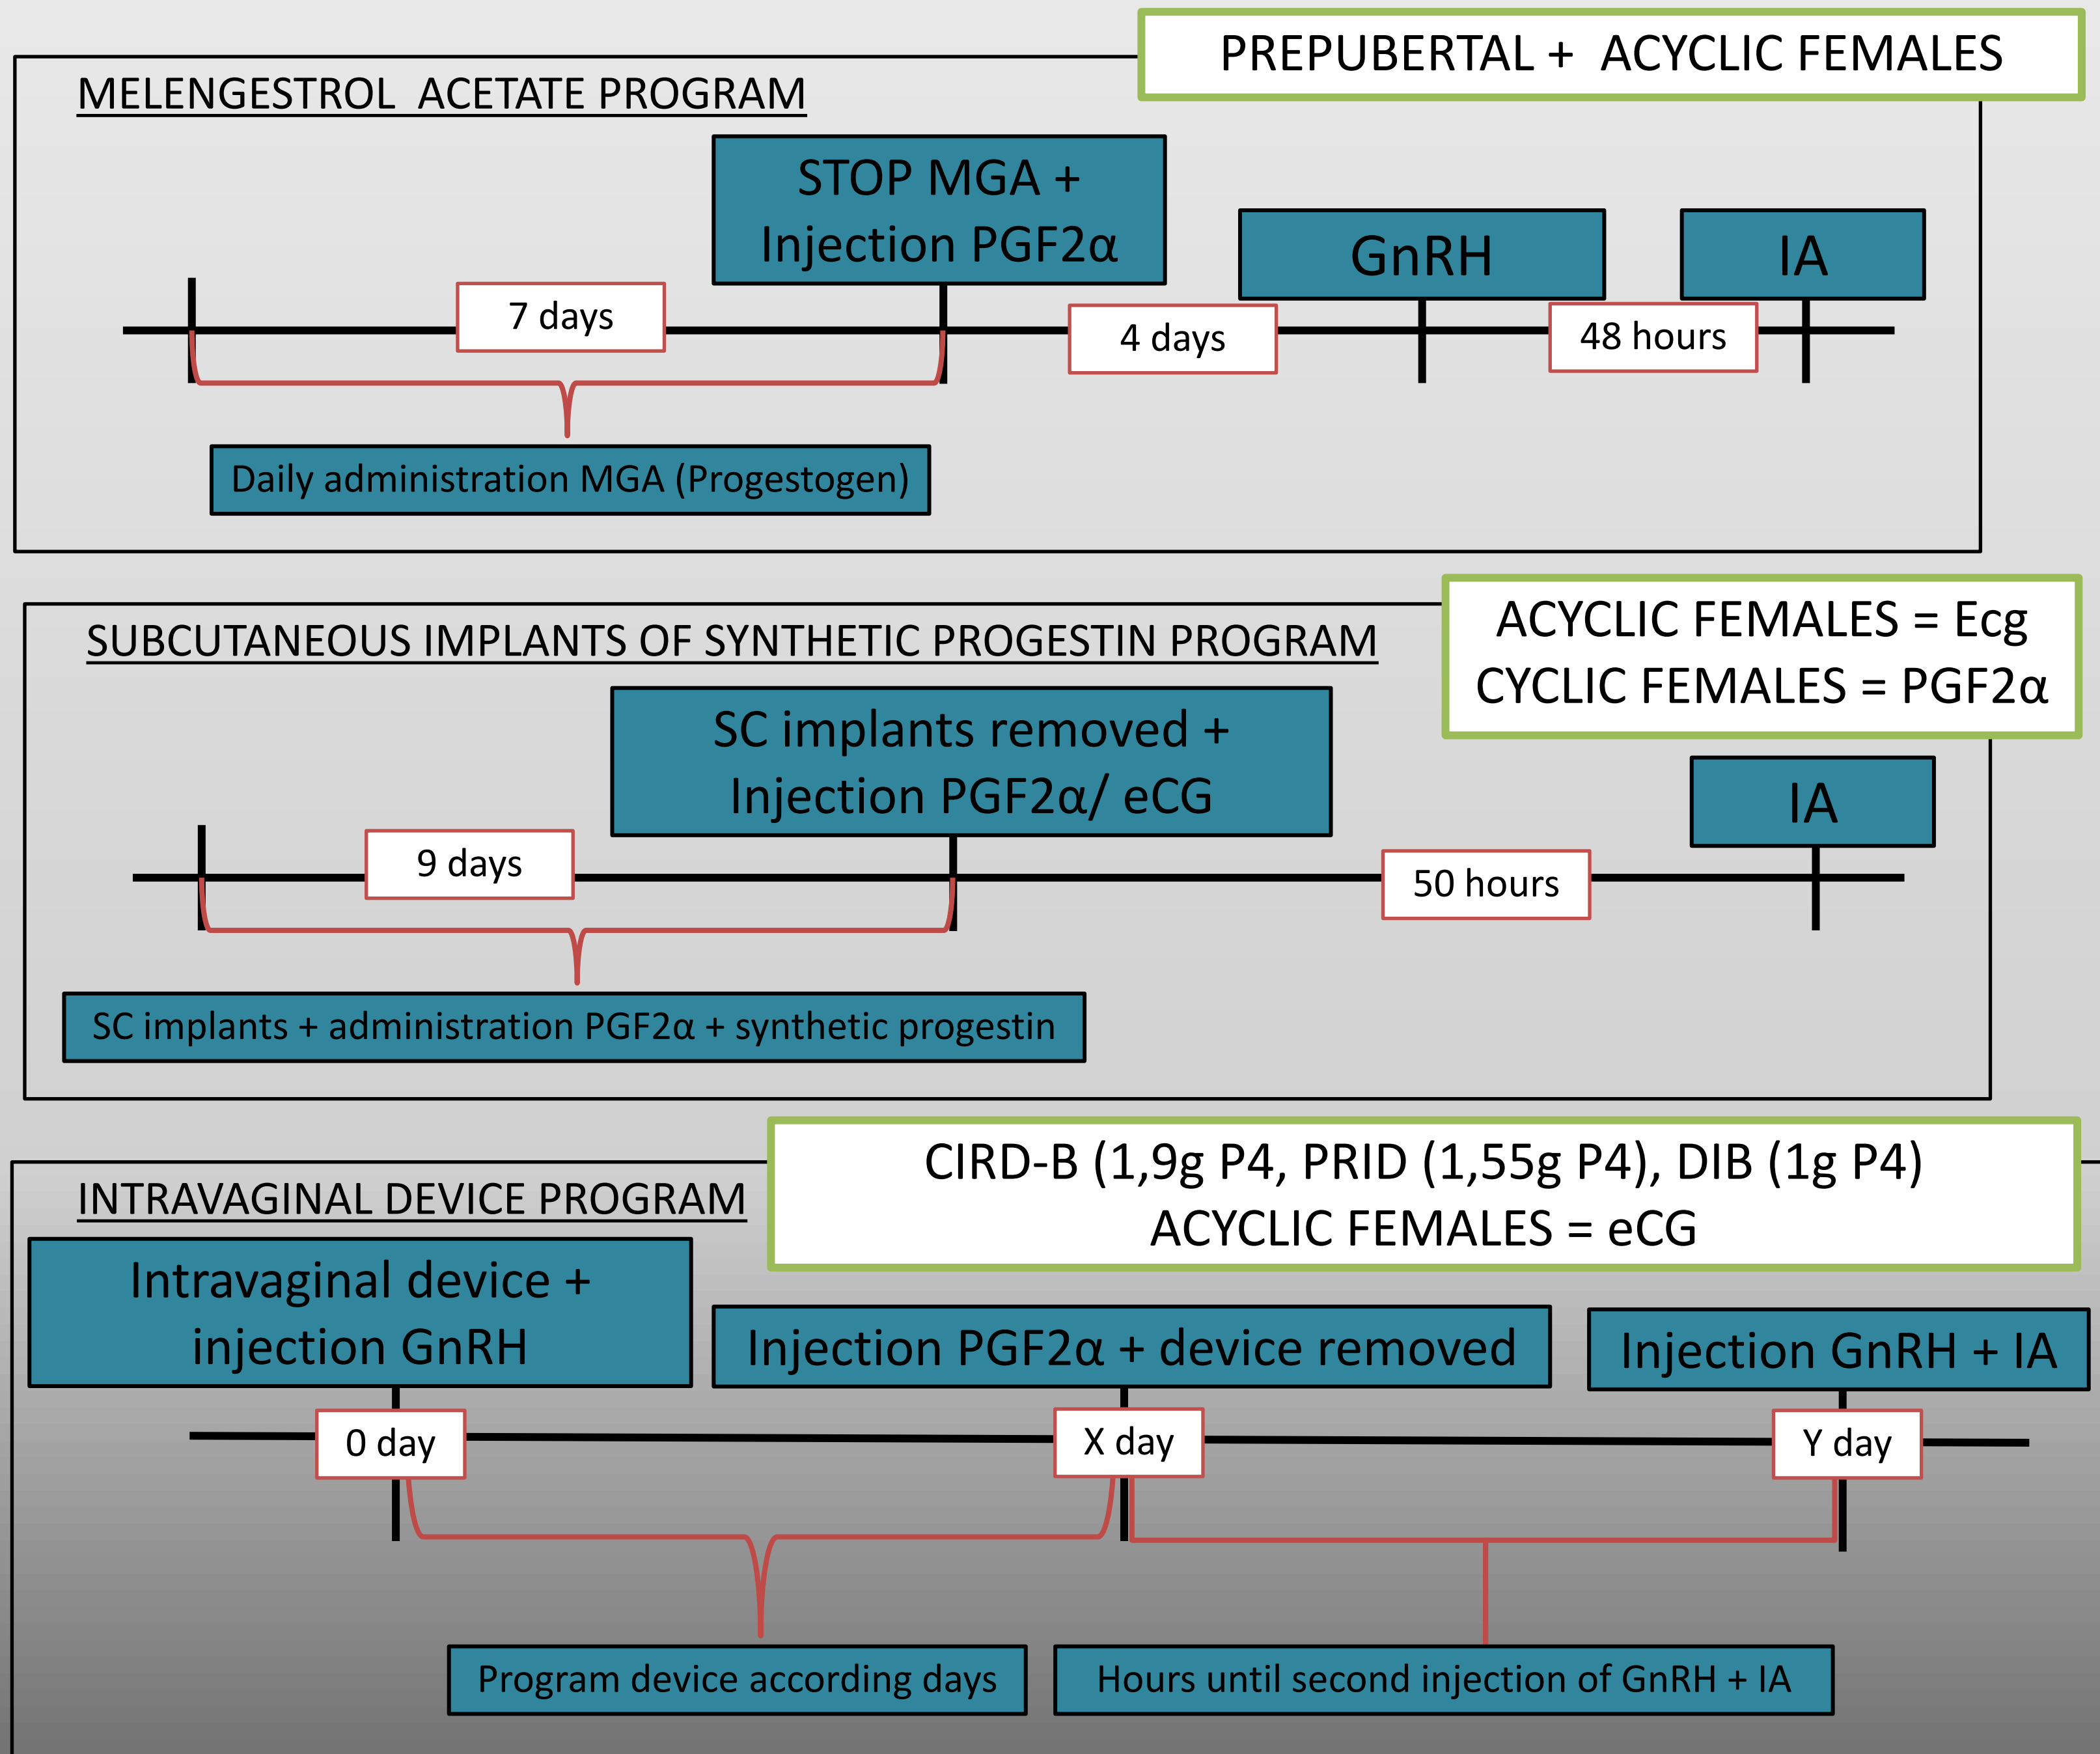 PREPUBERTAL + ACYCLIC FEMALES
MELENGESTROL ACETATE PROGRAM
STOP MGA +
Injection PGF2α
GnRH
IA
7 days
4 days
48 hours
Daily administration MGA (Progestogen)
ACYCLIC FEMALES = Ecg
CYCLIC FEMALES = PGF2α
SUBCUTANEOUS IMPLANTS OF SYNTHETIC PROGESTIN PROGRAM
SC implants removed +
Injection PGF2α/ eCG
IA
9 days
50 hours
SC implants + administration PGF2α + synthetic progestin
CIRD-B (1,9g P4, PRID (1,55g P4), DIB (1g P4)
ACYCLIC FEMALES = eCG
INTRAVAGINAL DEVICE PROGRAM
Intravaginal device +
injection GnRH
Injection PGF2α + device removed
Injection GnRH + IA
0 day
X day
Y day
Program device according days
Hours until second injection of GnRH + IA